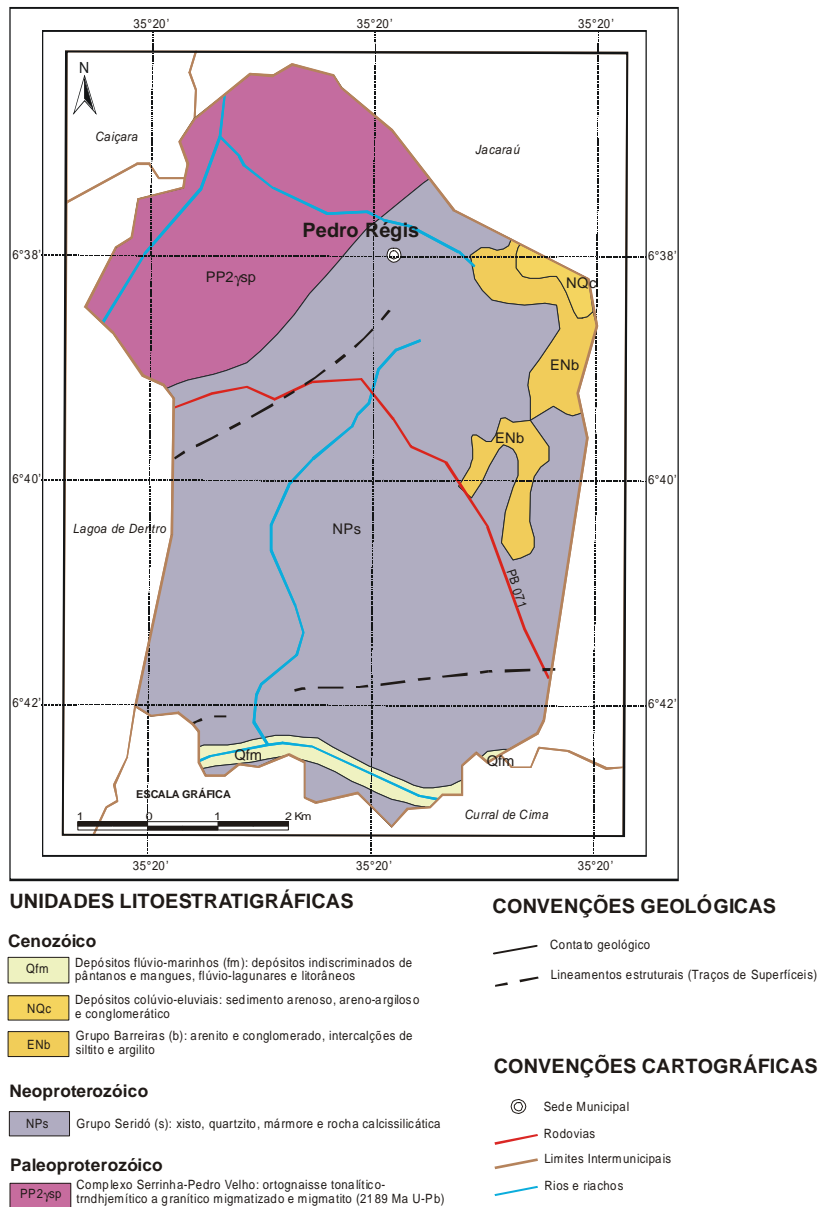 35°20' 35°20' 35°20'
N
Caiçara
Jacaraú
Pedro Régis
6°38' 6°38'
PP2γsp
NQc
ENb
ENb
6°40' 6°40'
Lagoa de Dentro
NPs
PB 071
6°42' 6°42'
Qfm
Qfm
ESCALA GRÁFICA
1 0 1 2 Km
Curral de Cima
35°20' 35°20' 35°20'
UNIDADES LITOESTRATIGRÁFICAS
Cenozóico
Qfm
Depósitos flúvio-marinhos (fm): depósitos indiscriminados de
pântanos e mangues, flúvio-lagunares e litorâneos
NQc
Depósitos colúvio-eluviais: sedimento arenoso, areno-argiloso
e conglomerático
ENb
Grupo Barreiras (b): arenito e conglomerado, intercalções de
siltito e argilito
Neoproterozóico
NPs
Grupo Seridó (s): xisto, quartzito, mármore e rocha calcissilicática
Paleoproterozóico
PP2γsp
Complexo Serrinha-Pedro Velho: ortognaisse tonalítico-
trndhjemítico a granítico migmatizado e migmatito (2189 Ma U-Pb)
CONVENÇÕES GEOLÓGICAS
Contato geológico
Lineamentos estruturais (Traços de Superfíceis)
CONVENÇÕES CARTOGRÁFICAS
Sede Municipal
Rodovias
Limites Intermunicipais
Rios e riachos